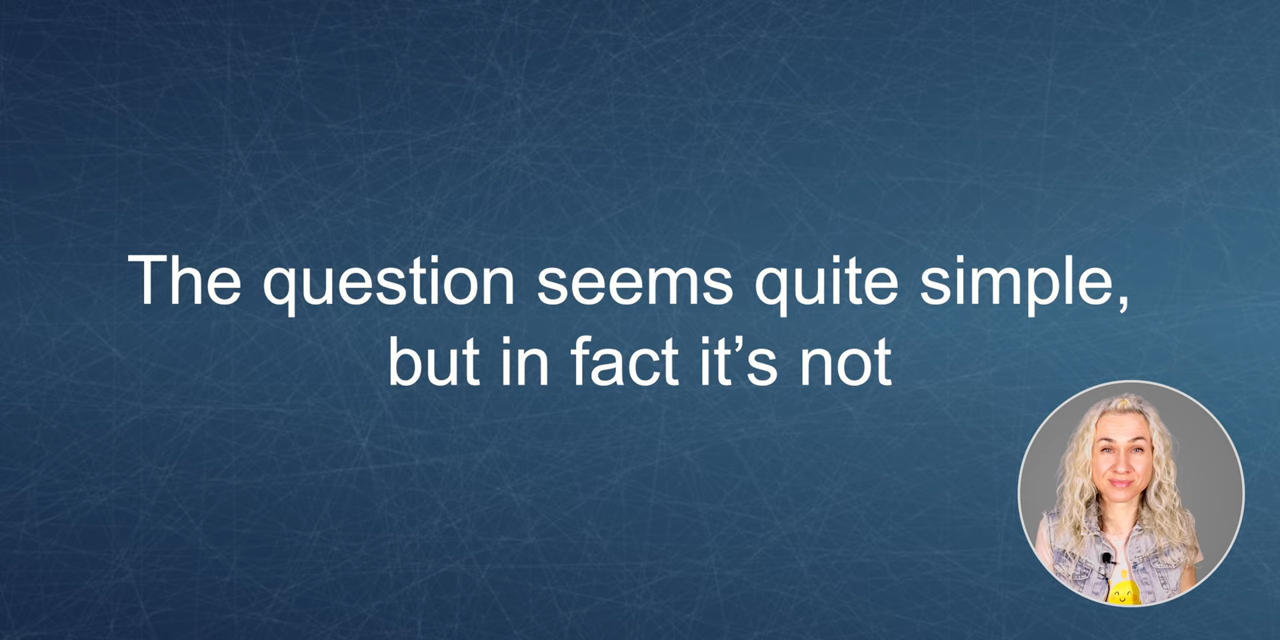 The question seems quite simple,
but in fact it’s not